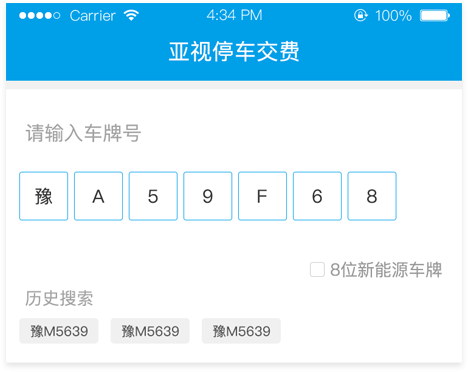 Carrier 4:34 PM 100%
亚视停车交费
请输入车牌号
豫 A 5 9 F 6 8
8位新能源车牌
历史搜索
豫M5639 豫M5639 豫M5639